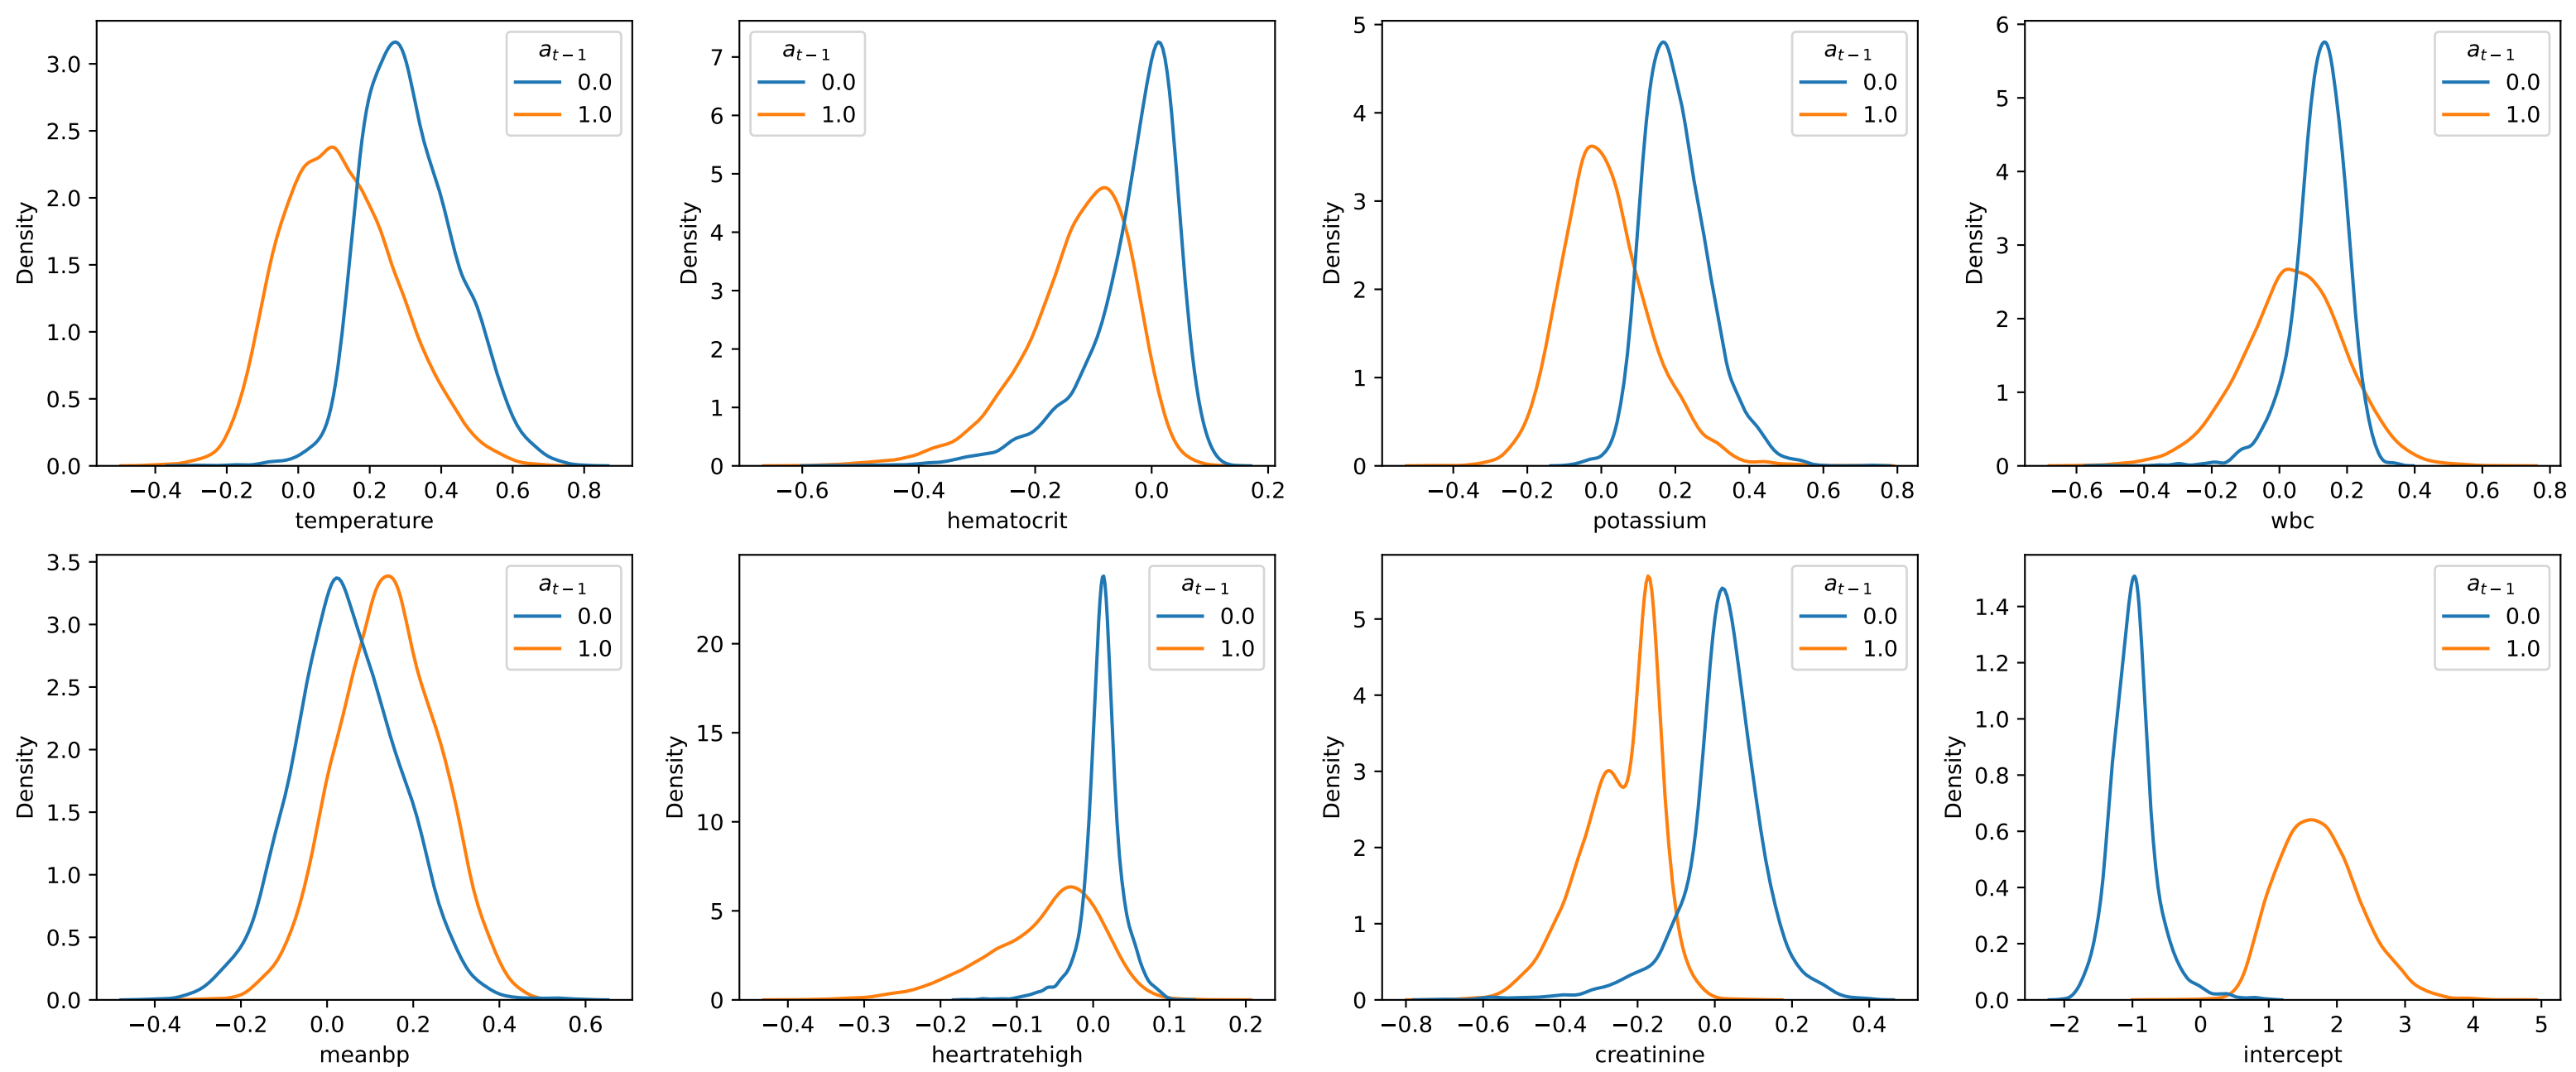 3.0
2.5
2.0
1.5
1.0
0.5
0.0
Density
−0.4 −0.2 0.0 0.2 0.4 0.6 0.8
temperature
a_{t−1}
0.0
1.0
7
6
5
4
3
2
1
0
Density
−0.6 −0.4 −0.2 0.0 0.2
hematocrit
a_{t−1}
0.0
1.0
5
4
3
2
1
0
Density
−0.4 −0.2 0.0 0.2 0.4 0.6 0.8
potassium
a_{t−1}
0.0
1.0
6
5
4
3
2
1
0
Density
−0.6 −0.4 −0.2 0.0 0.2 0.4 0.6 0.8
wbc
a_{t−1}
0.0
1.0
3.5
3.0
2.5
2.0
1.5
1.0
0.5
0.0
Density
−0.4 −0.2 0.0 0.2 0.4 0.6
meanbp
a_{t−1}
0.0
1.0
20
15
10
5
0
Density
−0.4 −0.3 −0.2 −0.1 0.0 0.1 0.2
heartratehigh
a_{t−1}
0.0
1.0
5
4
3
2
1
0
Density
−0.8 −0.6 −0.4 −0.2 0.0 0.2 0.4
creatinine
a_{t−1}
0.0
1.0
1.4
1.2
1.0
0.8
0.6
0.4
0.2
0.0
Density
−2 −1 0 1 2 3 4 5
intercept
a_{t−1}
0.0
1.0